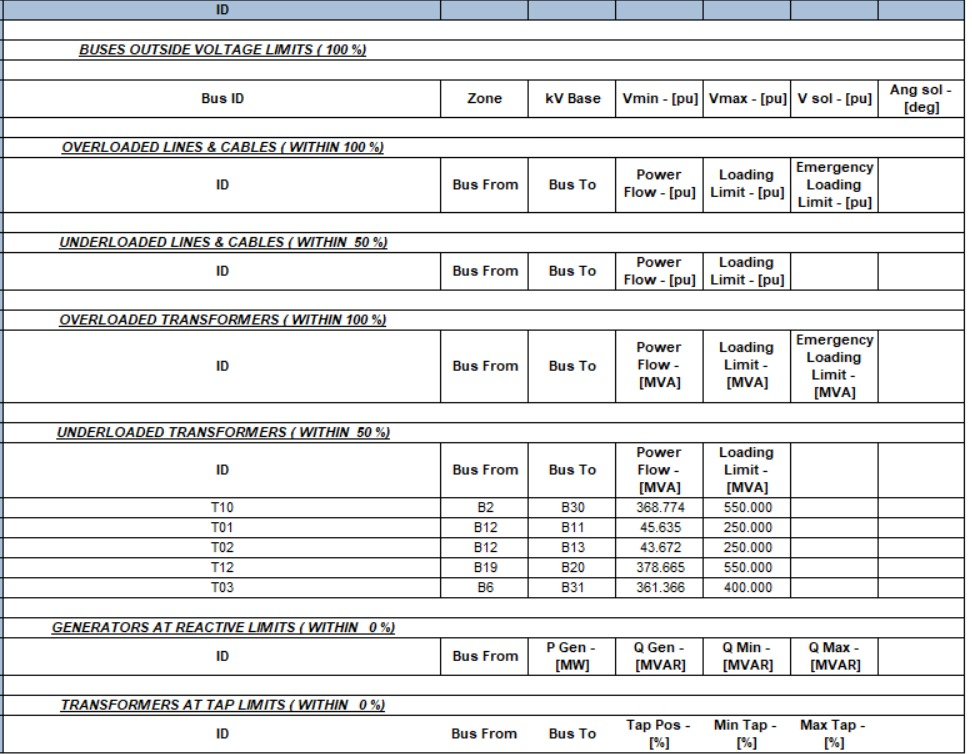 ID
BUSES OUTSIDE VOLTAGE LIMITS ( 100 %)
Bus ID Zone kV Base Vmin - [pu] Vmax - [pu] V sol - [pu] Ang sol - [deg]
OVERLOADED LINES & CABLES ( WITHIN 100 %)
ID Bus From Bus To Power Flow - [pu] Loading Limit - [pu] Emergency Loading Limit - [pu]
UNDERLOADED LINES & CABLES ( WITHIN 50 %)
ID Bus From Bus To Power Flow - [pu] Loading Limit - [pu]
OVERLOADED TRANSFORMERS ( WITHIN 100 %)
ID Bus From Bus To Power Flow - [MVA] Loading Limit - [MVA] Emergency Loading Limit - [MVA]
UNDERLOADED TRANSFORMERS ( WITHIN 50 %)
ID Bus From Bus To Power Flow - [MVA] Loading Limit - [MVA]
T10 B2 B30 368.774 550.000
T01 B12 B11 45.635 250.000
T02 B12 B13 43.672 250.000
T12 B19 B20 378.665 550.000
T03 B6 B31 361.366 400.000
GENERATORS AT REACTIVE LIMITS ( WITHIN 0 %)
ID Bus From P Gen - [MW] Q Gen - [MVAR] Q Min - [MVAR] Q Max - [MVAR]
TRANSFORMERS AT TAP LIMITS ( WITHIN 0 %)
ID Bus From Bus To Tap Pos - [%] Min Tap - [%] Max Tap - [%]